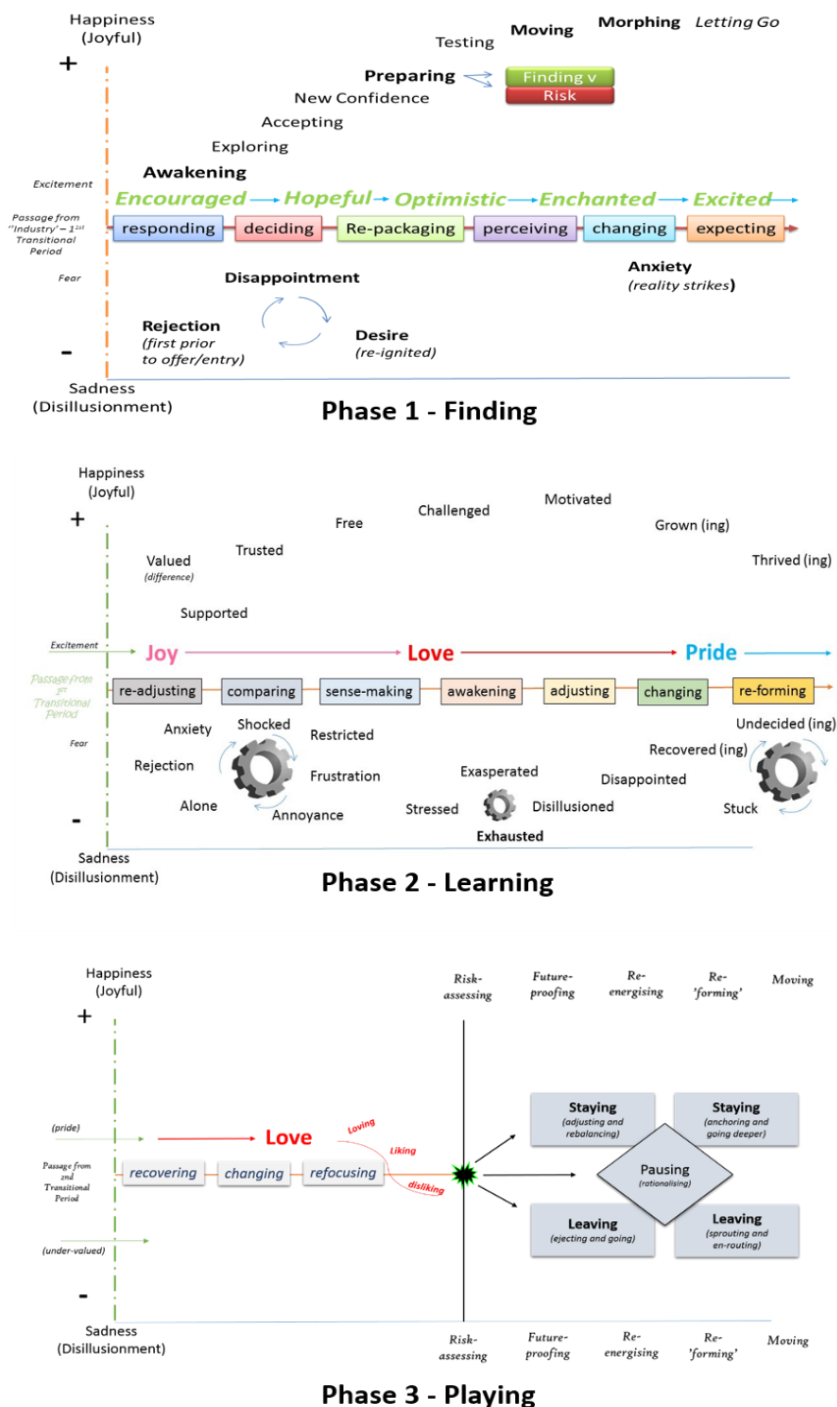 Happiness
(Joyful)
+
Testing
Moving
Morphing
Letting Go
Preparing
Finding v
Risk
New Confidence
Accepting
Exploring
Awakening
Excitement
Encouraged
Hopeful
Optimistic
Enchanted
Excited
Passage from
"Industry' – 1st
Transitional
Period
responding
deciding
Re-packaging
perceiving
changing
expecting
Fear
Disappointment
Anxiety
(reality strikes)
Rejection
(first prior
to offer/entry)
Desire
(re-ignited)
-
Sadness
(Disillusionment)
Phase 1 - Finding
Happiness
(Joyful)
+
Valued
(difference)
Trusted
Free
Challenged
Motivated
Grown (ing)
Thrived (ing)
Supported
Excitement
Joy
Love
Pride
Passage from
1st
Transitional
Period
re-adjusting
comparing
sense-making
awakening
adjusting
changing
re-forming
Fear
Anxiety
Shocked
Restricted
Undecided (ing)
Rejection
Frustration
Exasperated
Disappointed
Recovered (ing)
Alone
Annoyance
Stressed
Disillusioned
Stuck
Exhausted
-
Sadness
(Disillusionment)
Phase 2 - Learning
Happiness
(Joyful)
+
Risk-
assessing
Future-
proofing
Re-
energising
Re-
'forming'
Moving
(pride)
Love
Loving
Liking
disliking
Passage from
2nd
Transitional
Period
recovering
changing
refocusing
Staying
(adjusting and
rebalancing)
Staying
(anchoring and
going deeper)
Pausing
(rationalising)
Leaving
(ejecting and going)
Leaving
(sprouting and
en-routing)
(under-valued)
-
Sadness
(Disillusionment)
Risk-
assessing
Future-
proofing
Re-
energising
Re-
'forming'
Moving
Phase 3 - Playing